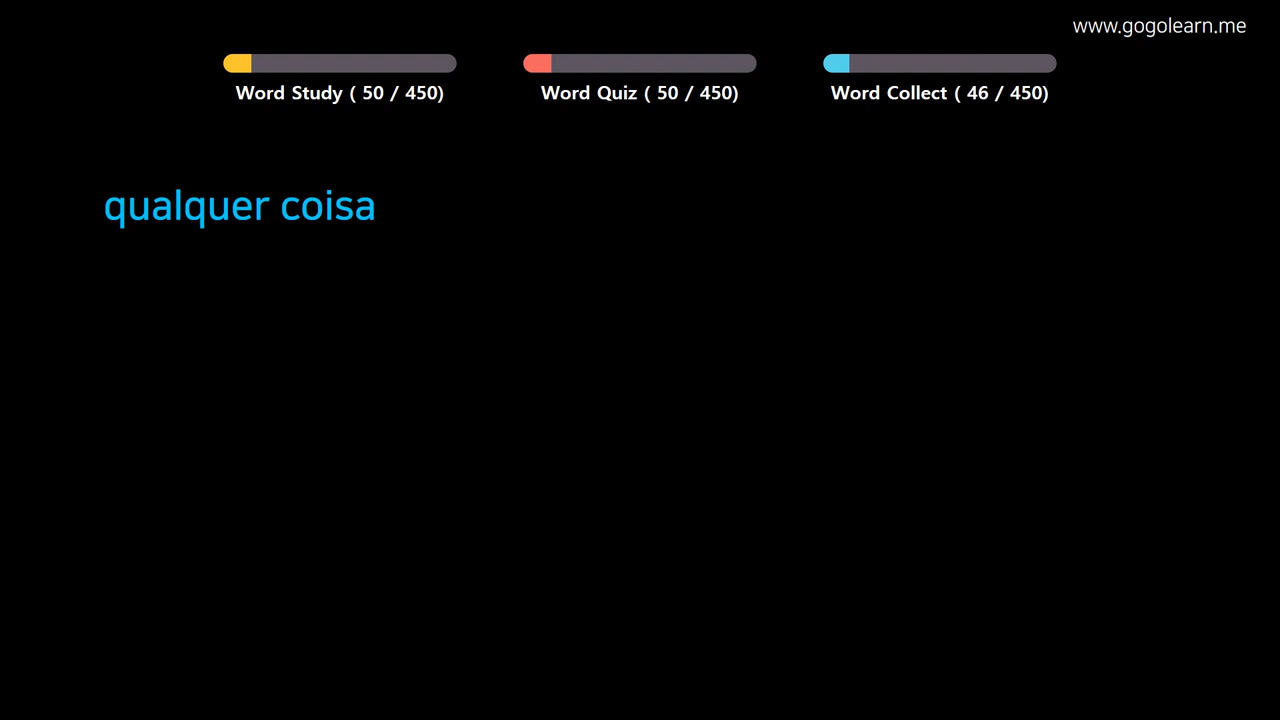 www.gogolearn.me
Word Study ( 50 / 450)
Word Quiz ( 50 / 450)
Word Collect ( 46 / 450)
qualquer coisa